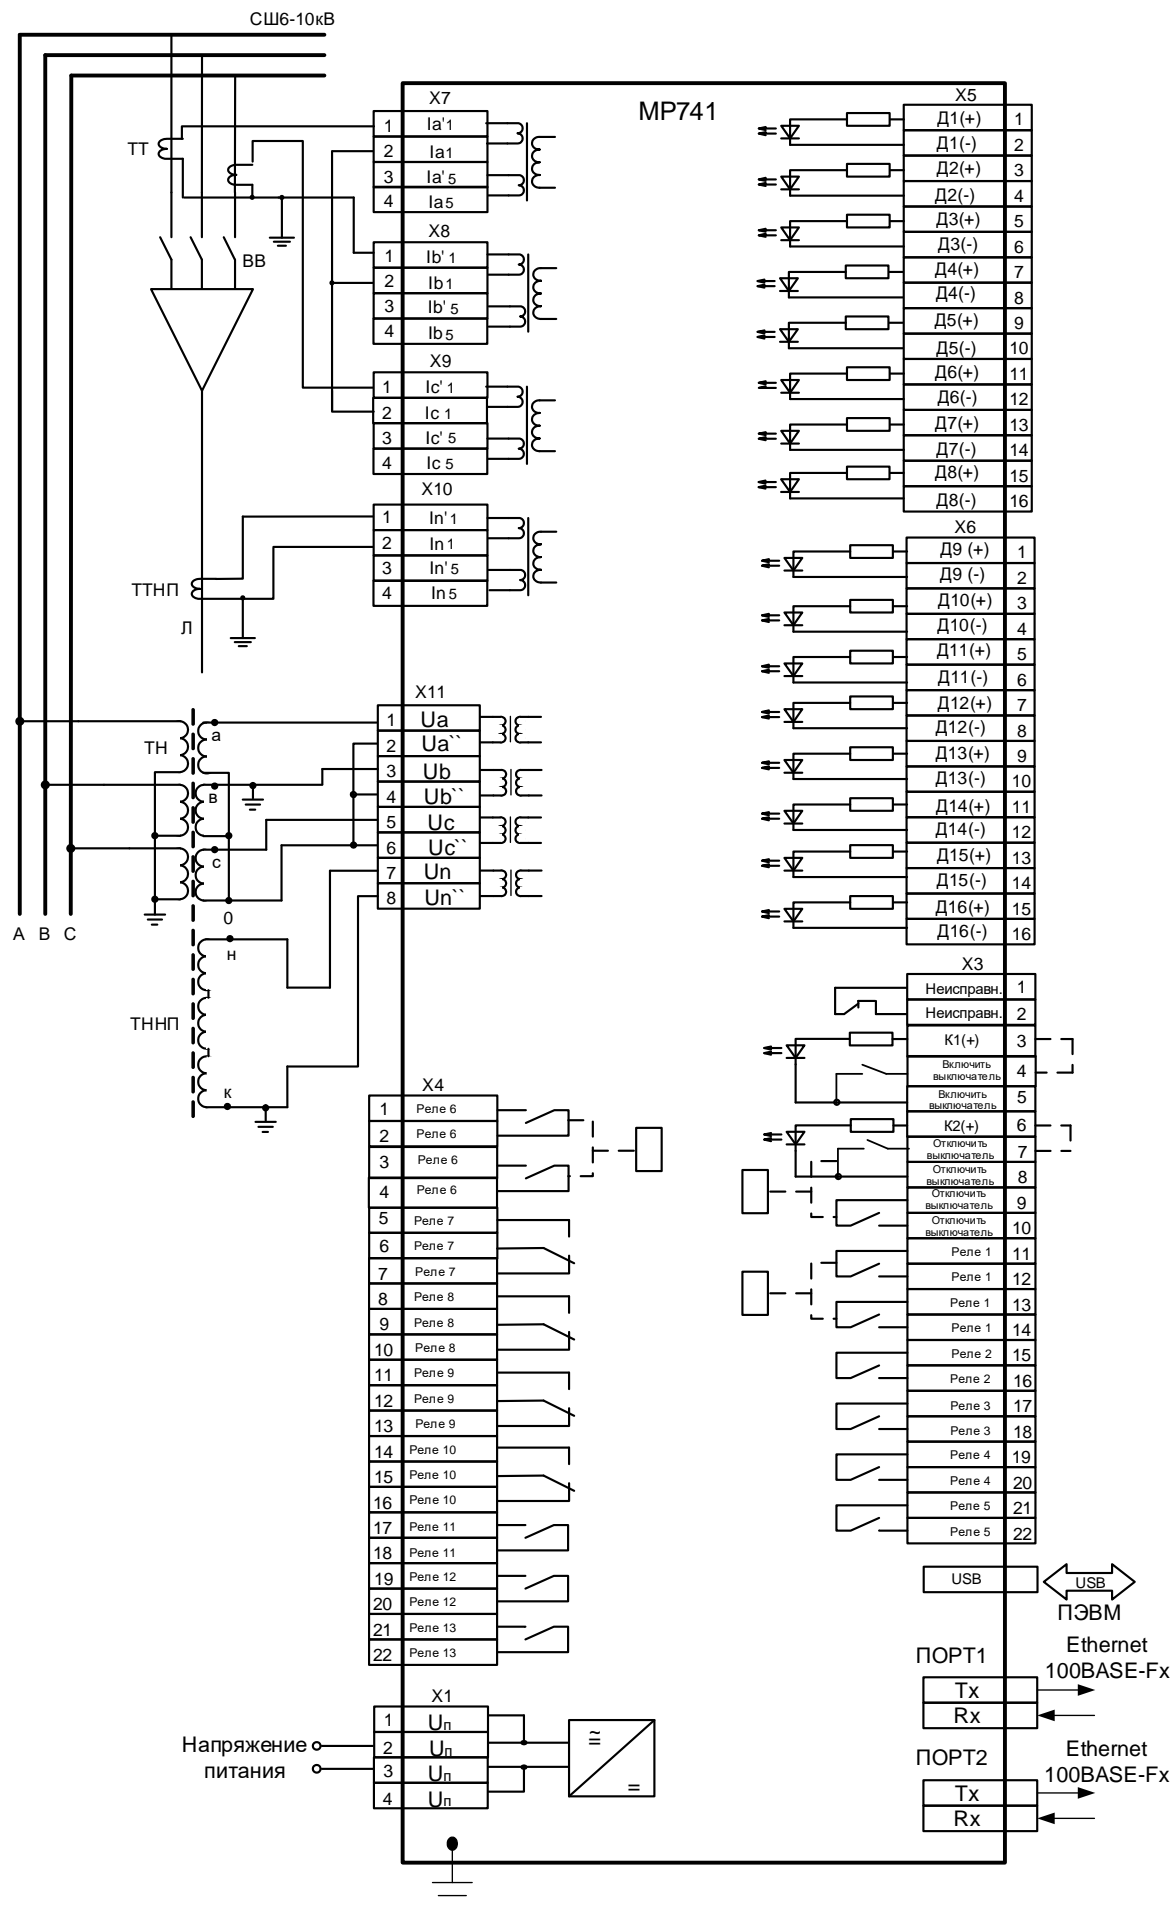 СШ6-10кВ
МР741
ТТ
ВВ
ТТНП
Л
ТН
а
в
с
0
А В С
н
ТННП
к
X7
1 Ia'1
2 Ia1
3 Ia'5
4 Ia5
X8
1 Ib'1
2 Ib1
3 Ib'5
4 Ib5
X9
1 Ic'1
2 Ic1
3 Ic'5
4 Ic5
X10
1 In'1
2 In1
3 In'5
4 In5
X11
1 Ua
2 Ua``
3 Ub
4 Ub``
5 Uc
6 Uc``
7 Un
8 Un``
X4
1 Реле 6
2 Реле 6
3 Реле 6
4 Реле 6
5 Реле 7
6 Реле 7
7 Реле 7
8 Реле 8
9 Реле 8
10 Реле 8
11 Реле 9
12 Реле 9
13 Реле 9
14 Реле 10
15 Реле 10
16 Реле 10
17 Реле 11
18 Реле 11
19 Реле 12
20 Реле 12
21 Реле 13
22 Реле 13
X1
1 Uп
2 Uп
3 Uп
4 Uп
Напряжение
питания
≅
=
X5
Д1(+) 1
Д1(-) 2
Д2(+) 3
Д2(-) 4
Д3(+) 5
Д3(-) 6
Д4(+) 7
Д4(-) 8
Д5(+) 9
Д5(-) 10
Д6(+) 11
Д6(-) 12
Д7(+) 13
Д7(-) 14
Д8(+) 15
Д8(-) 16
X6
Д9 (+) 1
Д9 (-) 2
Д10(+) 3
Д10(-) 4
Д11(+) 5
Д11(-) 6
Д12(+) 7
Д12(-) 8
Д13(+) 9
Д13(-) 10
Д14(+) 11
Д14(-) 12
Д15(+) 13
Д15(-) 14
Д16(+) 15
Д16(-) 16
X3
Неисправн. 1
Неисправн. 2
К1(+) 3
Включить
выключатель 4
Включить
выключатель 5
К2(+) 6
Отключить
выключатель 7
Отключить
выключатель 8
Отключить
выключатель 9
Отключить
выключатель 10
Реле 1 11
Реле 1 12
Реле 1 13
Реле 1 14
Реле 2 15
Реле 2 16
Реле 3 17
Реле 3 18
Реле 4 19
Реле 4 20
Реле 5 21
Реле 5 22
USB
USB
ПЭВМ
ПОРТ1
Ethernet
100BASE-Fx
Tx
Rx
ПОРТ2
Ethernet
100BASE-Fx
Tx
Rx